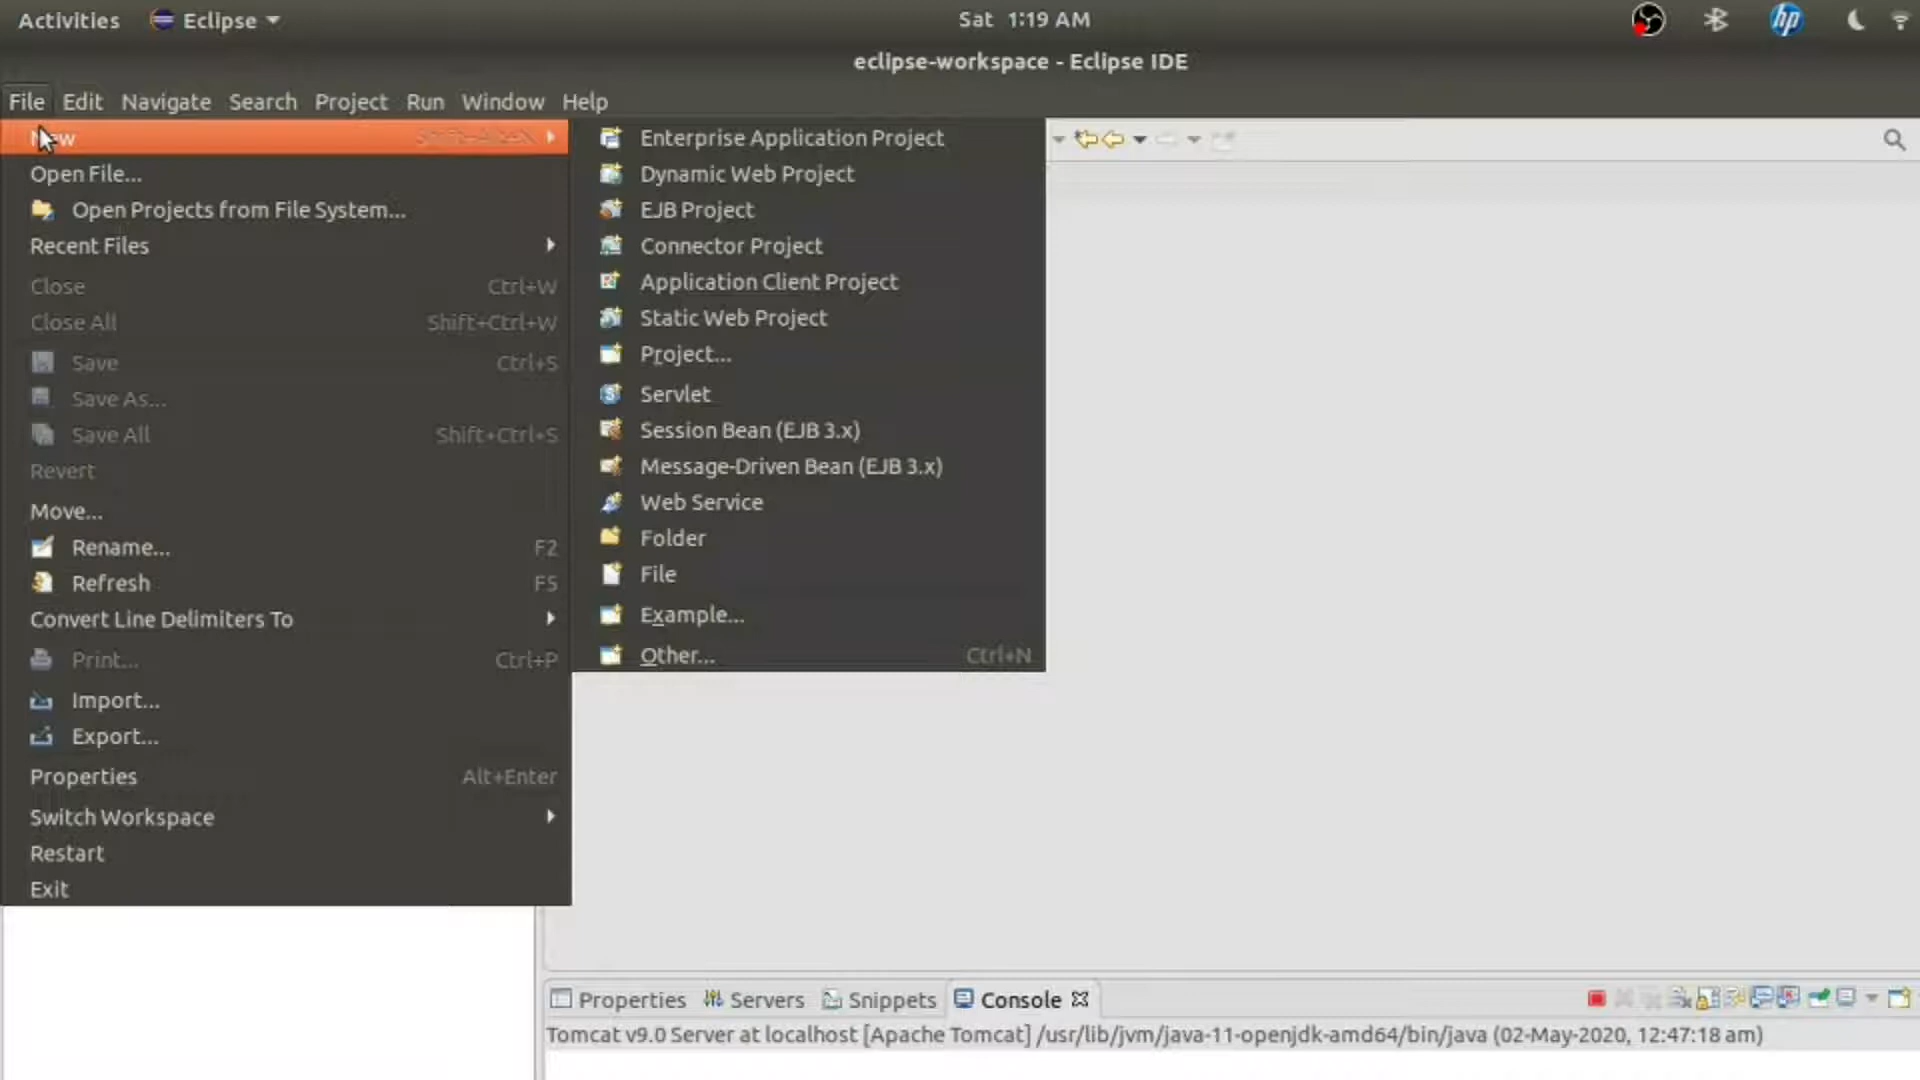 Activities Eclipse Sat 1:19 AM
eclipse-workspace - Eclipse IDE
File Edit Navigate Search Project Run Window Help
New
Open File...
Open Projects from File System...
Recent Files
Close Ctrl+W
Close All Shift+Ctrl+W
Save Ctrl+S
Save As...
Save All Shift+Ctrl+S
Revert
Move...
Rename... F2
Refresh F5
Convert Line Delimiters To
Print... Ctrl+P
Import...
Export...
Properties Alt+Enter
Switch Workspace
Restart
Exit
Enterprise Application Project
Dynamic Web Project
EJB Project
Connector Project
Application Client Project
Static Web Project
Project...
Servlet
Session Bean (EJB 3.x)
Message-Driven Bean (EJB 3.x)
Web Service
Folder
File
Example...
Other... Ctrl+N
Properties Servers Snippets Console
Tomcat v9.0 Server at localhost [Apache Tomcat] /usr/lib/jvm/java-11-openjdk-amd64/bin/java (02-May-2020, 12:47:18 am)
hp